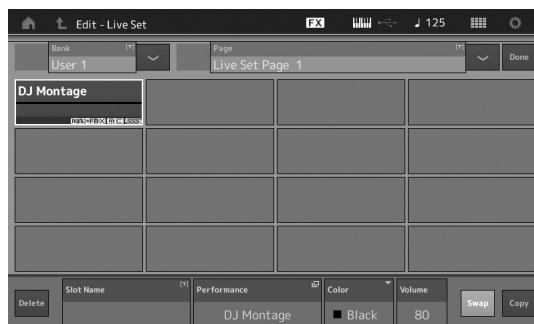 Edit - Live Set FX 125
Bank [T] Page [T]
User 1 Live Set Page 1 Done
DJ Montage
Delete Slot Name [T] Performance Color Volume Swap Copy
DJ Montage Black 80